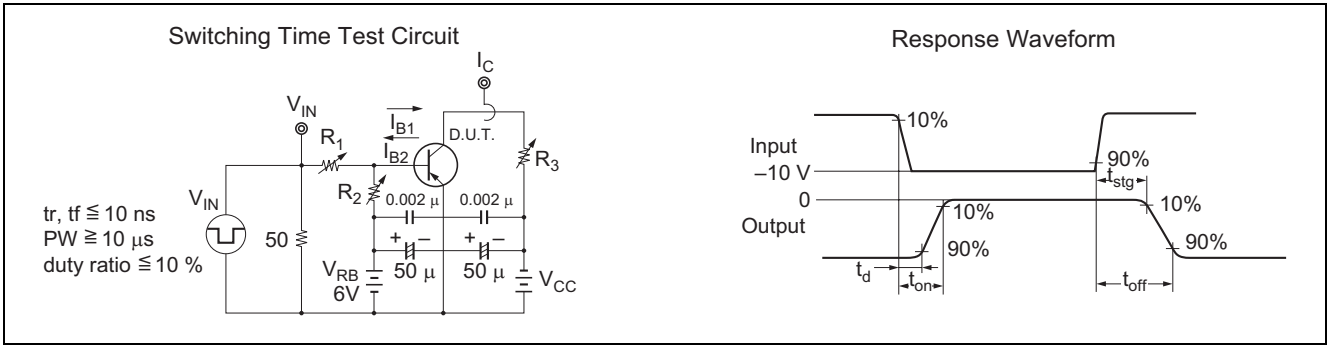 Switching Time Test Circuit
I_C
V_IN
R_1
I_B1
I_B2
D.U.T.
R_3
R_2
0.002 μ
0.002 μ
V_IN
tr, tf ≦ 10 ns
PW ≧ 10 μs
duty ratio ≦ 10 %
50
+ −
+ −
50 μ
50 μ
V_RB
6V
V_CC
Response Waveform
10%
Input
−10 V
90%
t_stg
0
Output
10%
10%
90%
90%
t_d
t_on
t_off